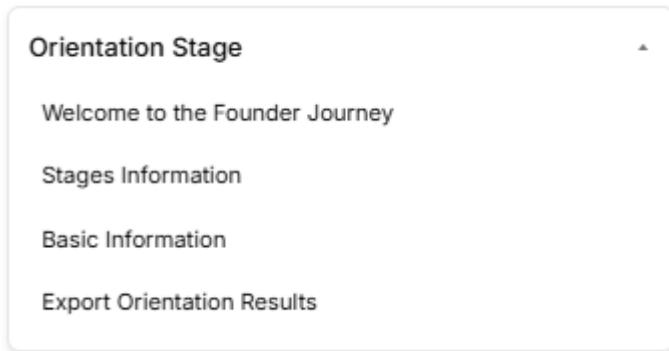 Orientation Stage
Welcome to the Founder Journey
Stages Information
Basic Information
Export Orientation Results